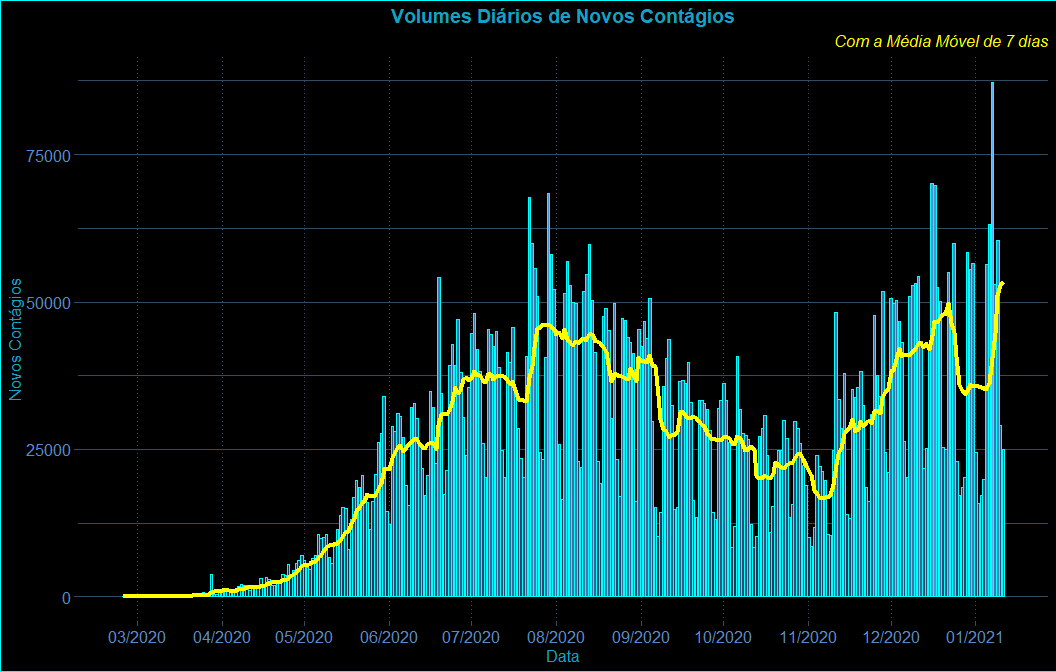 Volumes Diários de Novos Contágios
Com a Média Móvel de 7 dias
Novos Contágios
75000
50000
25000
0
03/2020 04/2020 05/2020 06/2020 07/2020 08/2020 09/2020 10/2020 11/2020 12/2020 01/2021
Data